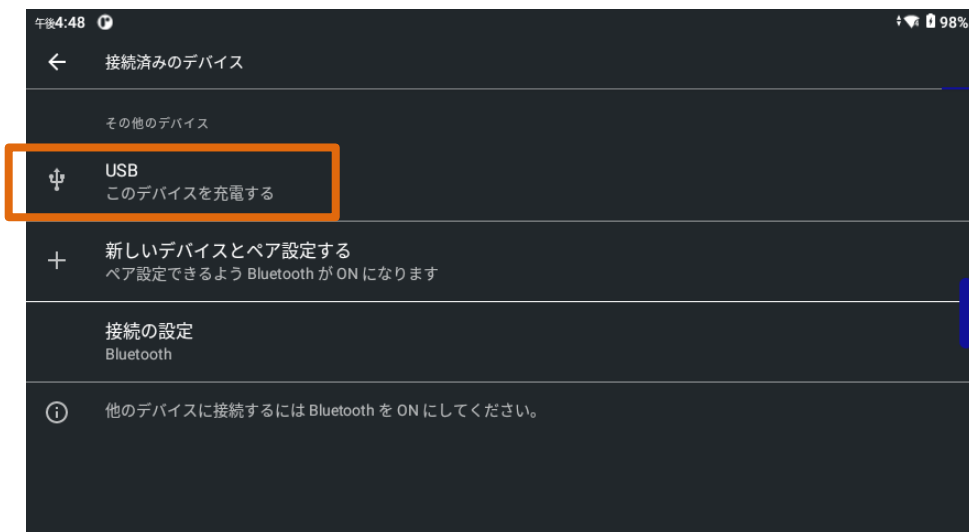 午後4:48 98%
接続済みのデバイス
その他のデバイス
USB
このデバイスを充電する
新しいデバイスとペア設定する
ペア設定できるよう Bluetooth が ON になります
接続の設定
Bluetooth
他のデバイスに接続するには Bluetooth を ON にしてください。